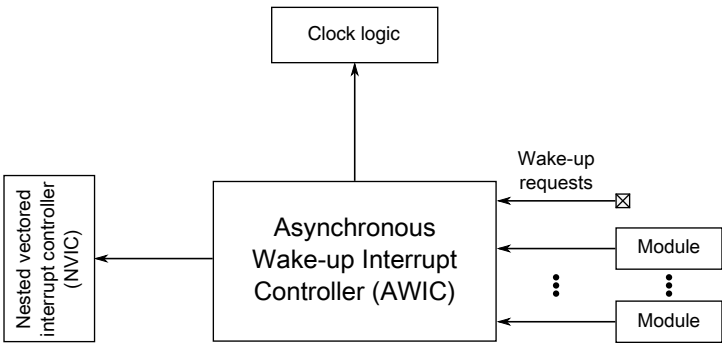 Clock logic
Wake-up
requests
Nested vectored
interrupt controller
(NVIC)
Asynchronous
Wake-up Interrupt
Controller (AWIC)
Module
Module